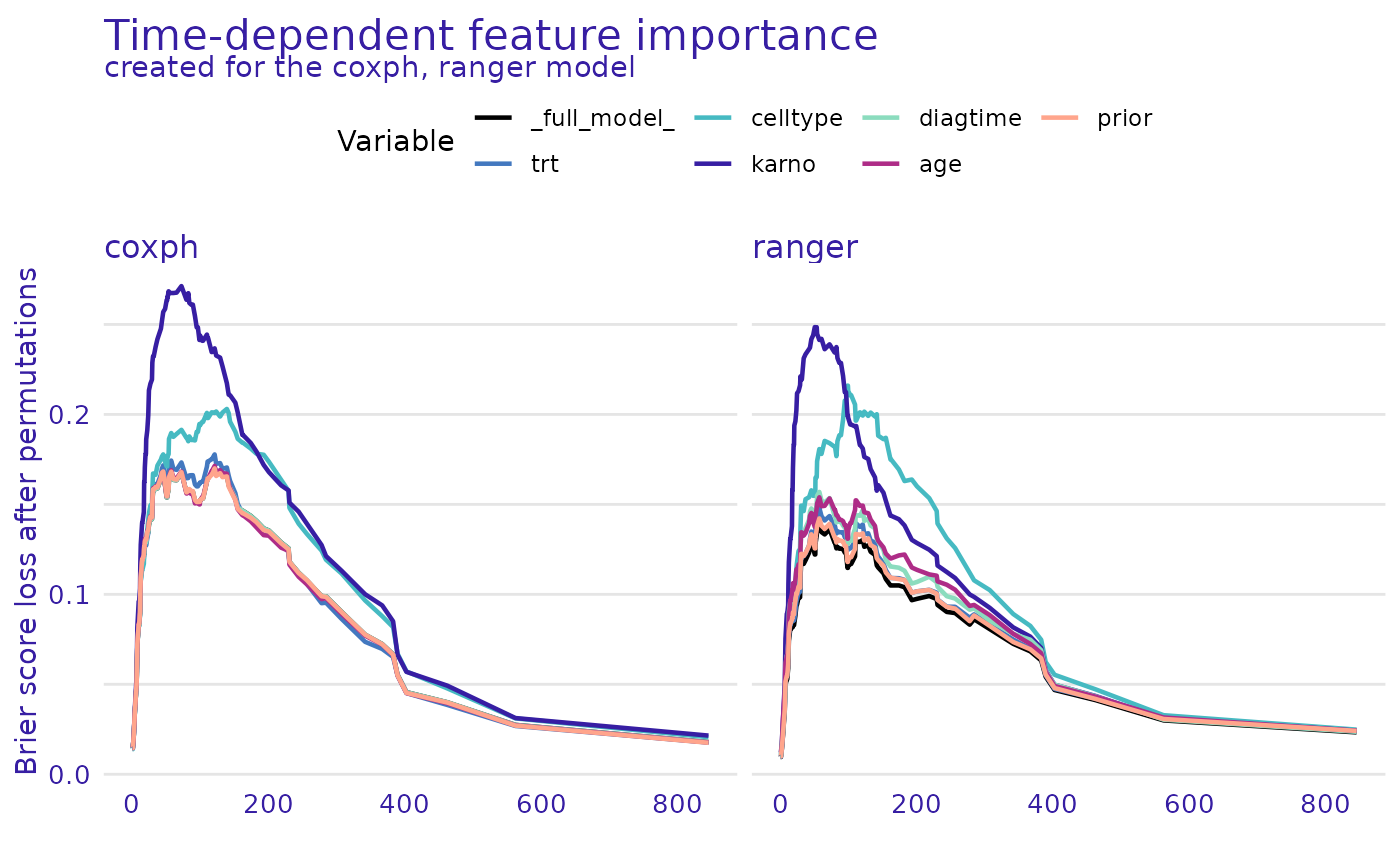 Time-dependent feature importance
created for the coxph, ranger model
Variable
_full_model_ celltype diagtime prior
trt karno age
coxph
ranger
Brier score loss after permutations
0.2
0.1
0.0
0 200 400 600 800
0 200 400 600 800